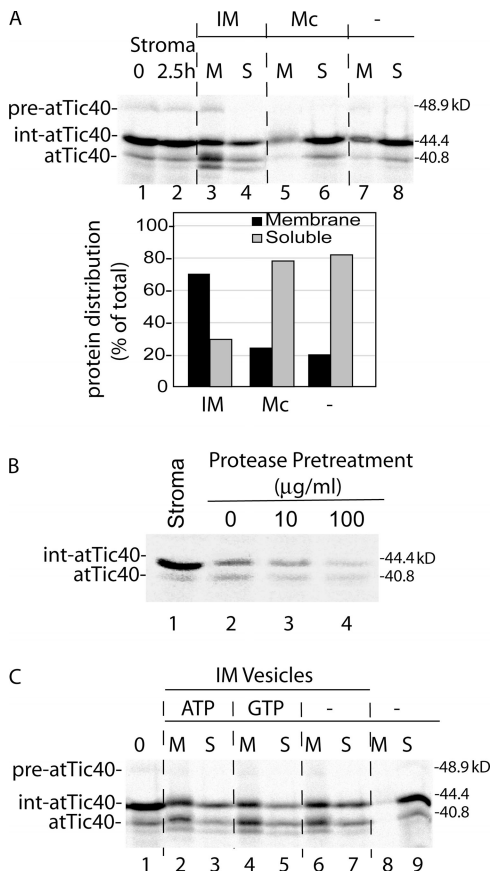 A
IM Mc -
Stroma
0 2.5h M S M S M S
pre-atTic40- -48.9 kD
int-atTic40- -44.4
atTic40- -40.8
1 2 3 4 5 6 7 8
protein distribution
(% of total)
100-
80-
60-
40-
20-
0
Membrane
Soluble
IM Mc -
B
Stroma
Protease Pretreatment
(μg/ml)
0 10 100
int-atTic40- -44.4 kD
atTic40- -40.8
1 2 3 4
C
IM Vesicles
ATP GTP - -
0 M S M S M S M S
pre-atTic40- -48.9 kD
int-atTic40- -44.4
atTic40- -40.8
1 2 3 4 5 6 7 8 9